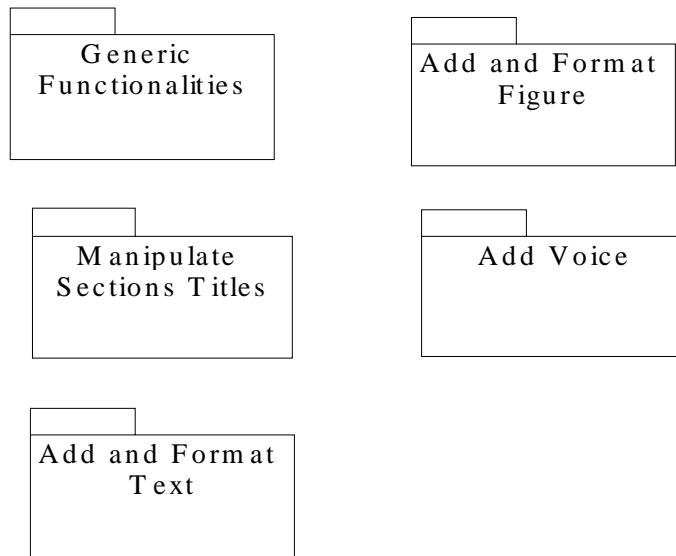 Generic
Functionalities
Add and Format
Figure
Manipulate
Sections Titles
Add Voice
Add and Format
Text